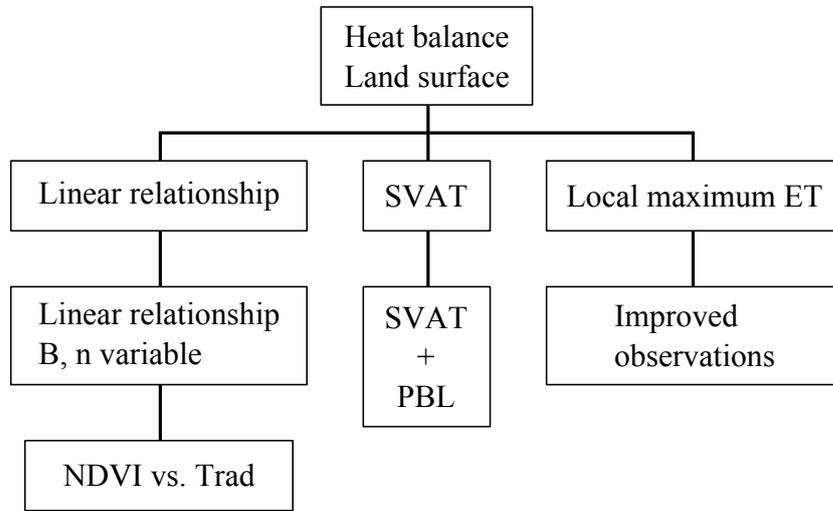 Heat balance
Land surface
Linear relationship
SVAT
Local maximum ET
Linear relationship
B, n variable
SVAT
+
PBL
Improved
observations
NDVI vs. Trad